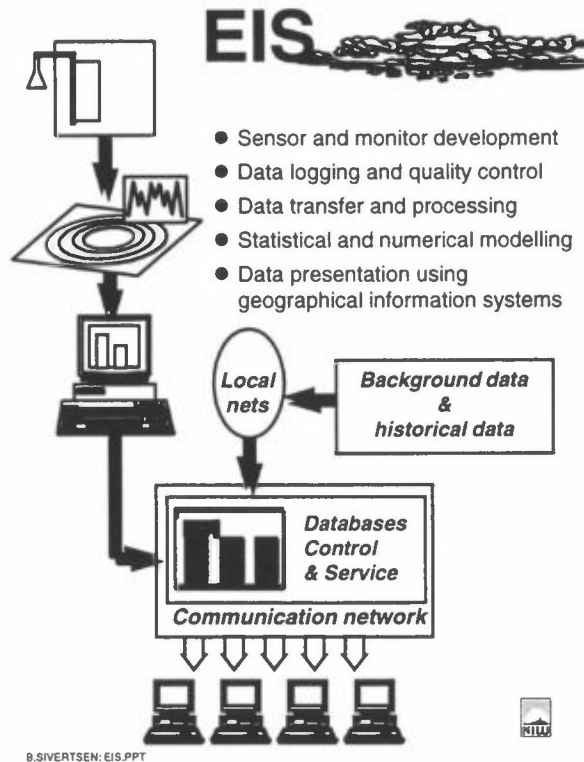 EIS
● Sensor and monitor development
● Data logging and quality control
● Data transfer and processing
● Statistical and numerical modelling
● Data presentation using
geographical information systems
Local
nets
Background data
&
historical data
Databases
Control
& Service
Communication network
B.SIVERTSEN: EIS.PPT